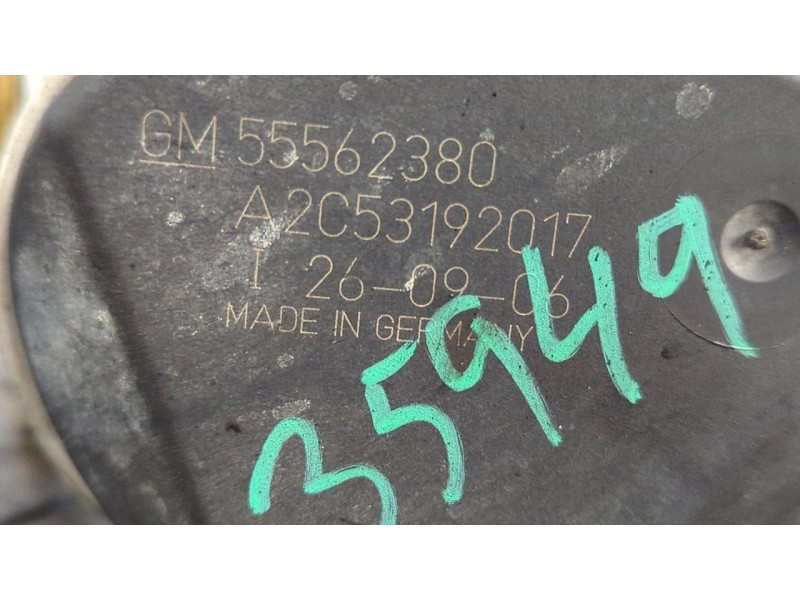 GM 55562380
A2C53192017
I 26-09-06
MADE IN GERMANY
35949